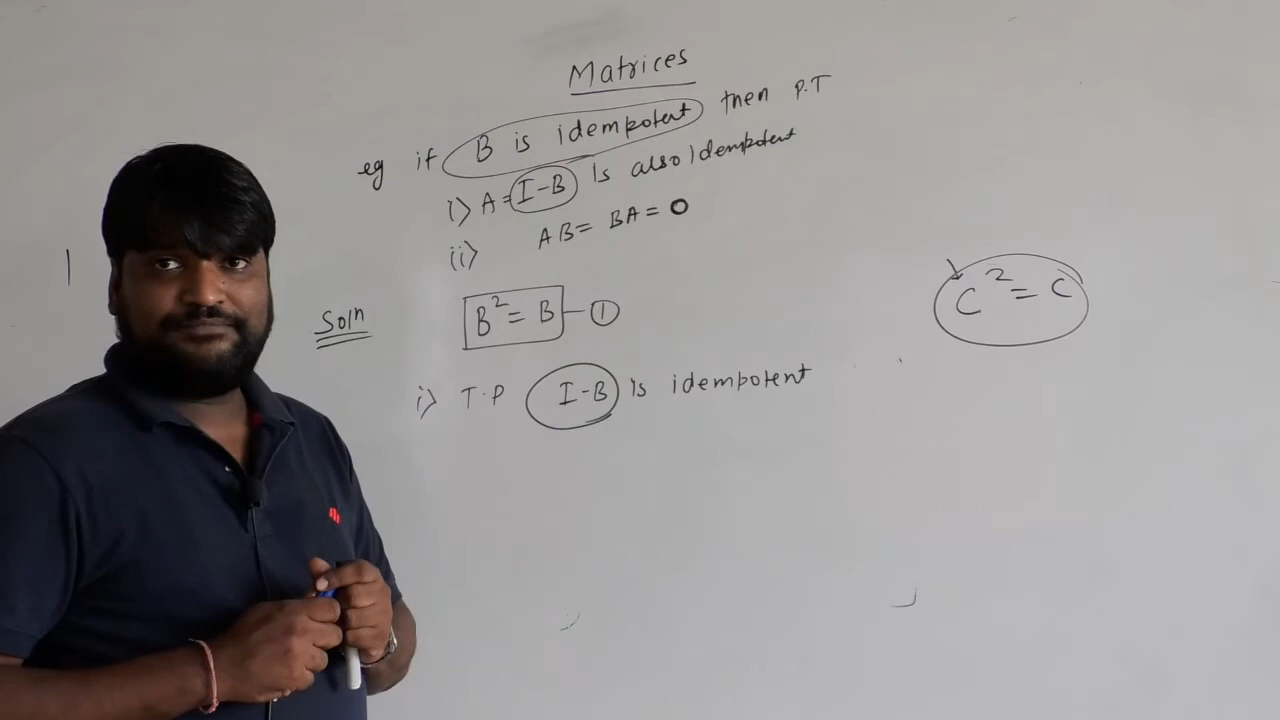 Matrices
eg if B is idempotent then P.T
i) A = I-B is also idempotent
ii) AB = BA = O
Soln B² = B — ①
C² = C
i) T.P I-B is idempotent